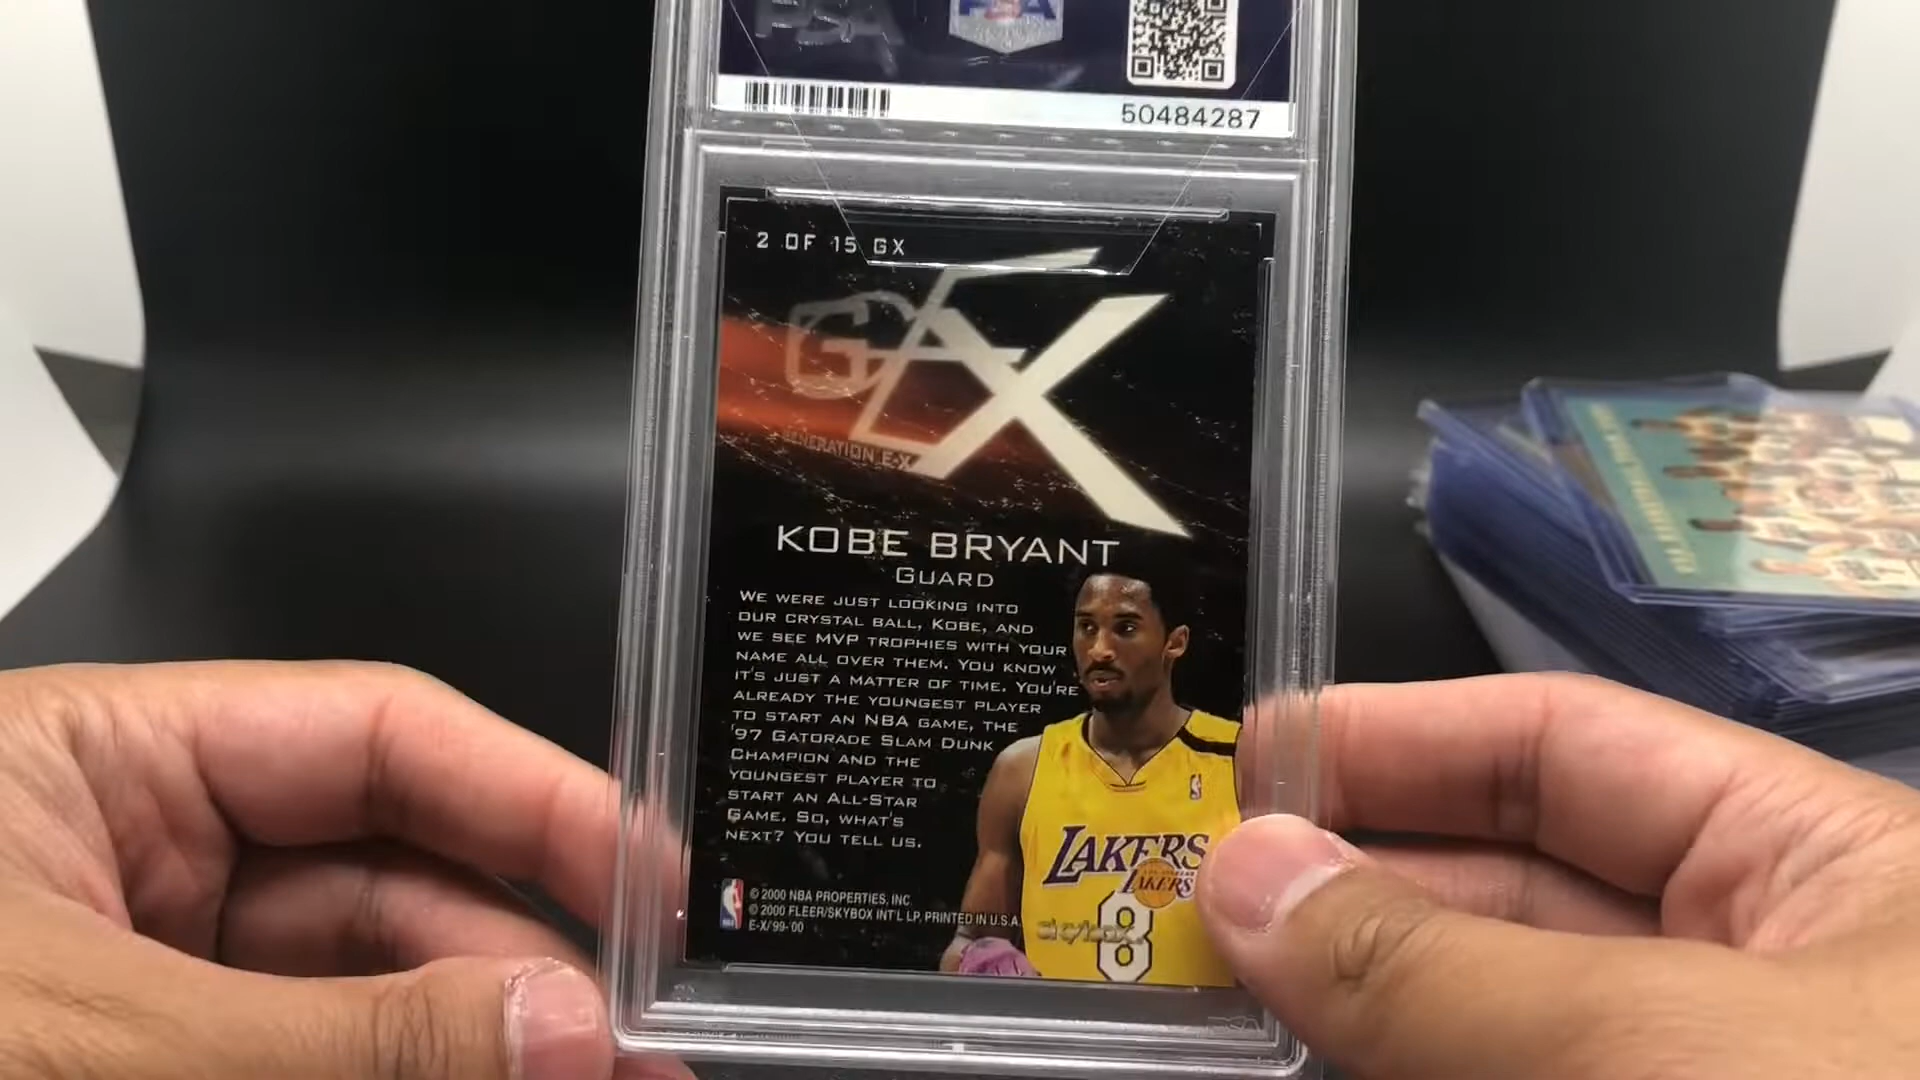 PSA
50484287
2 OF 15 GX
GX
GENERATION E-X
KOBE BRYANT
GUARD
WE WERE JUST LOOKING INTO
OUR CRYSTAL BALL, KOBE, AND
WE SEE MVP TROPHIES WITH YOUR
NAME ALL OVER THEM. YOU KNOW
IT'S JUST A MATTER OF TIME. YOU'RE
ALREADY THE YOUNGEST PLAYER
TO START AN NBA GAME, THE
'97 GATORADE SLAM DUNK
CHAMPION AND THE
YOUNGEST PLAYER TO
START AN ALL-STAR
GAME. SO, WHAT'S
NEXT? YOU TELL US.
LAKERS
LAKERS
8
skybox
© 2000 NBA PROPERTIES, INC.
© 2000 FLEER/SKYBOX INT'L LP, PRINTED IN U.S.A.
E-X/'99-'00
PSA